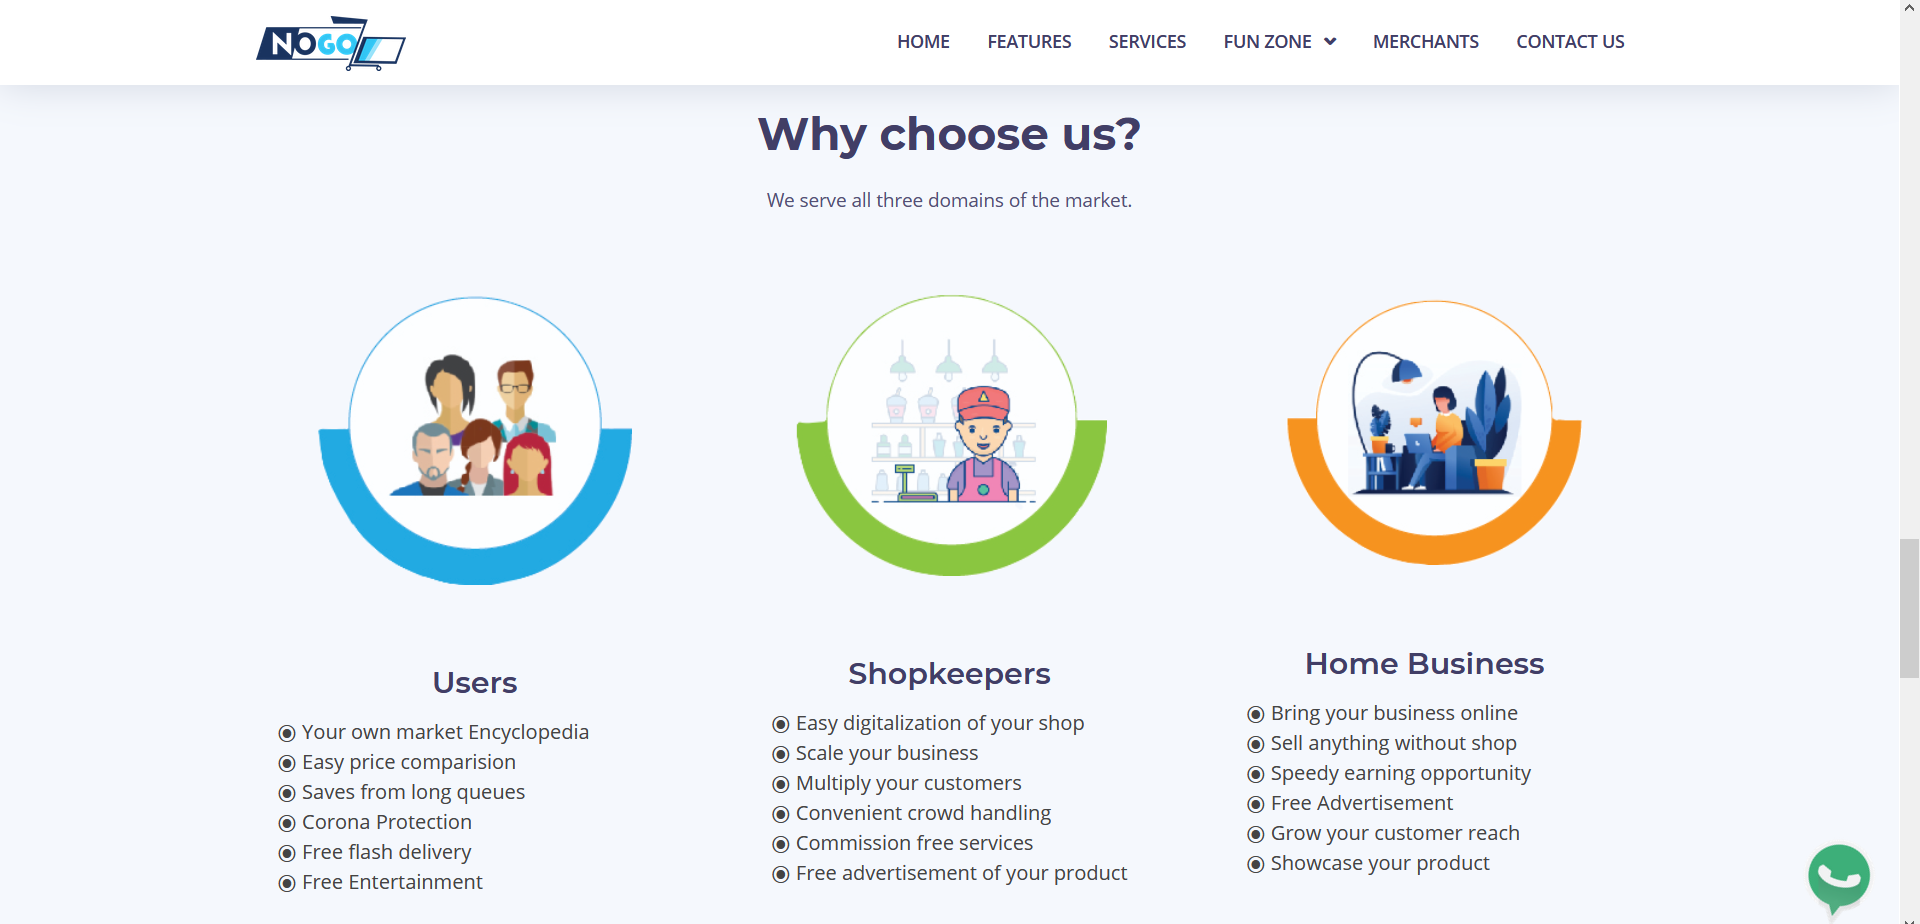 NOGO
HOME FEATURES SERVICES FUN ZONE MERCHANTS CONTACT US
Why choose us?
We serve all three domains of the market.
Users
Your own market Encyclopedia
Easy price comparision
Saves from long queues
Corona Protection
Free flash delivery
Free Entertainment
Shopkeepers
Easy digitalization of your shop
Scale your business
Multiply your customers
Convenient crowd handling
Commission free services
Free advertisement of your product
Home Business
Bring your business online
Sell anything without shop
Speedy earning opportunity
Free Advertisement
Grow your customer reach
Showcase your product